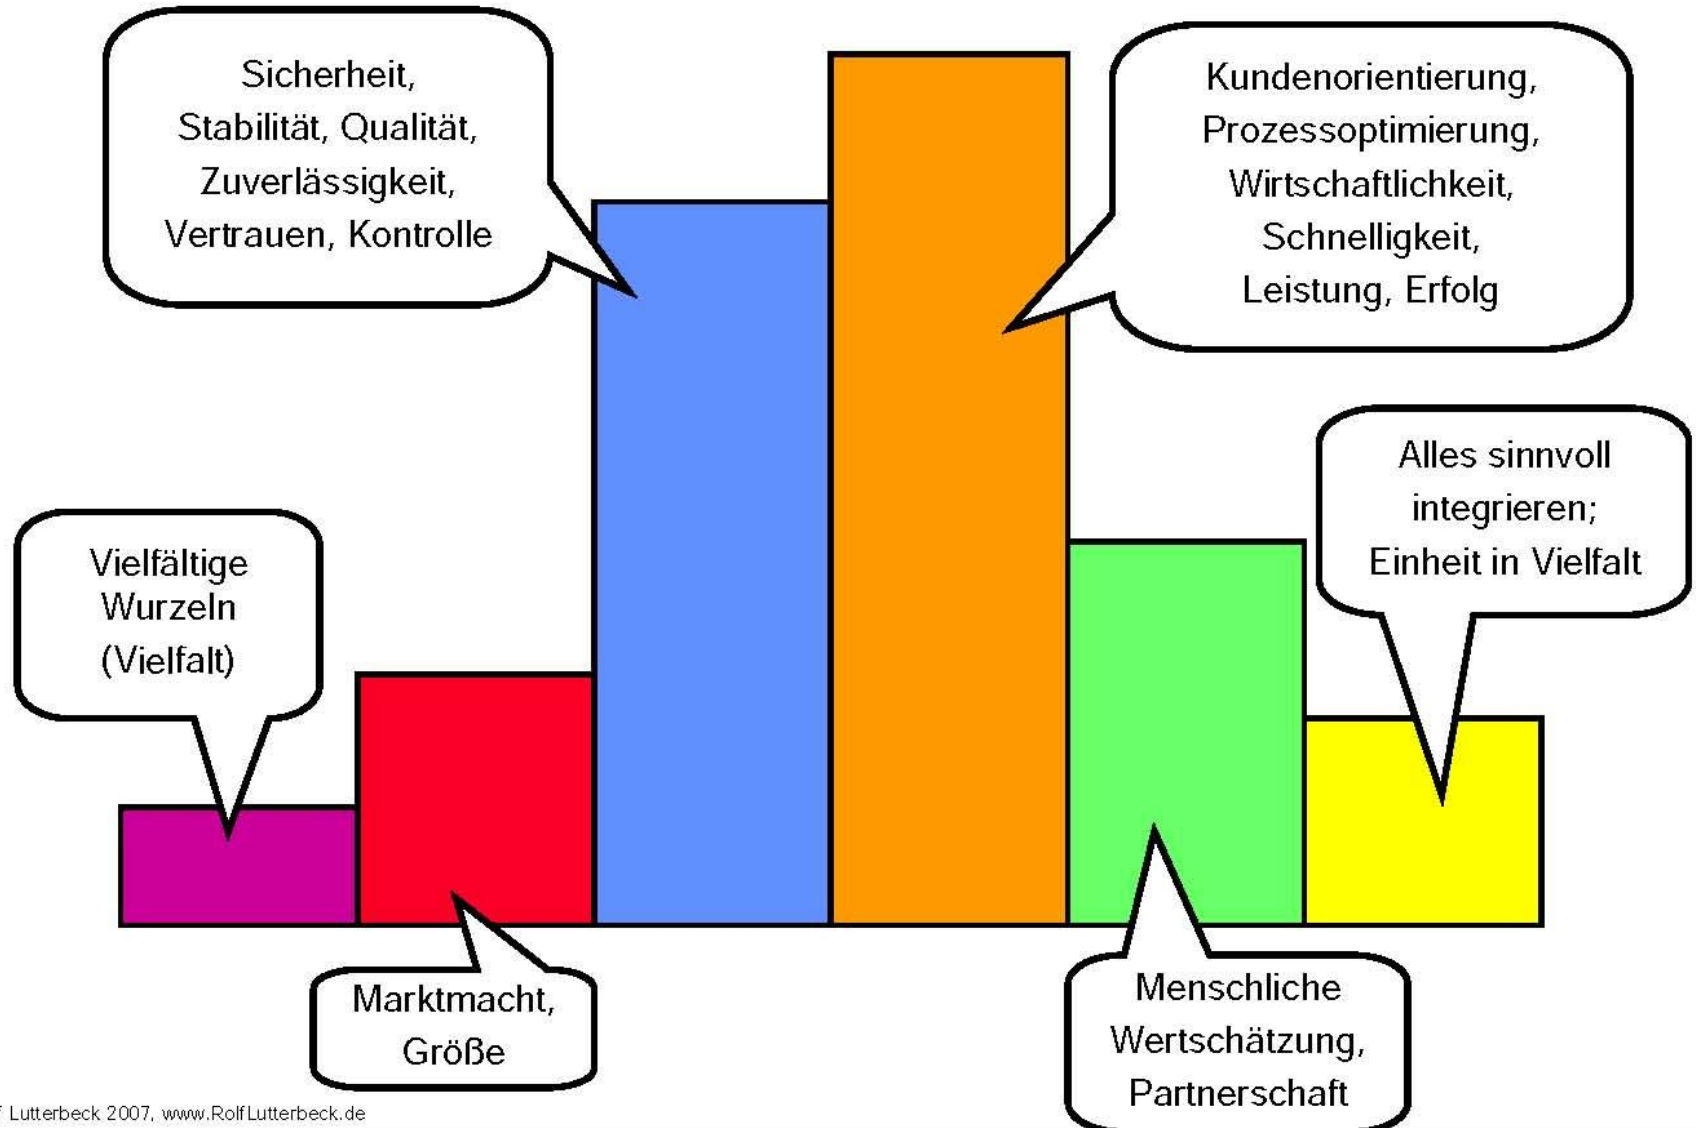 Sicherheit,
Stabilität, Qualität,
Zuverlässigkeit,
Vertrauen, Kontrolle
Kundenorientierung,
Prozessoptimierung,
Wirtschaftlichkeit,
Schnelligkeit,
Leistung, Erfolg
Alles sinnvoll
integrieren;
Einheit in Vielfalt
Vielfältige
Wurzeln
(Vielfalt)
Marktmacht,
Größe
Menschliche
Wertschätzung,
Partnerschaft
Lutterbeck 2007, www.RolfLutterbeck.de